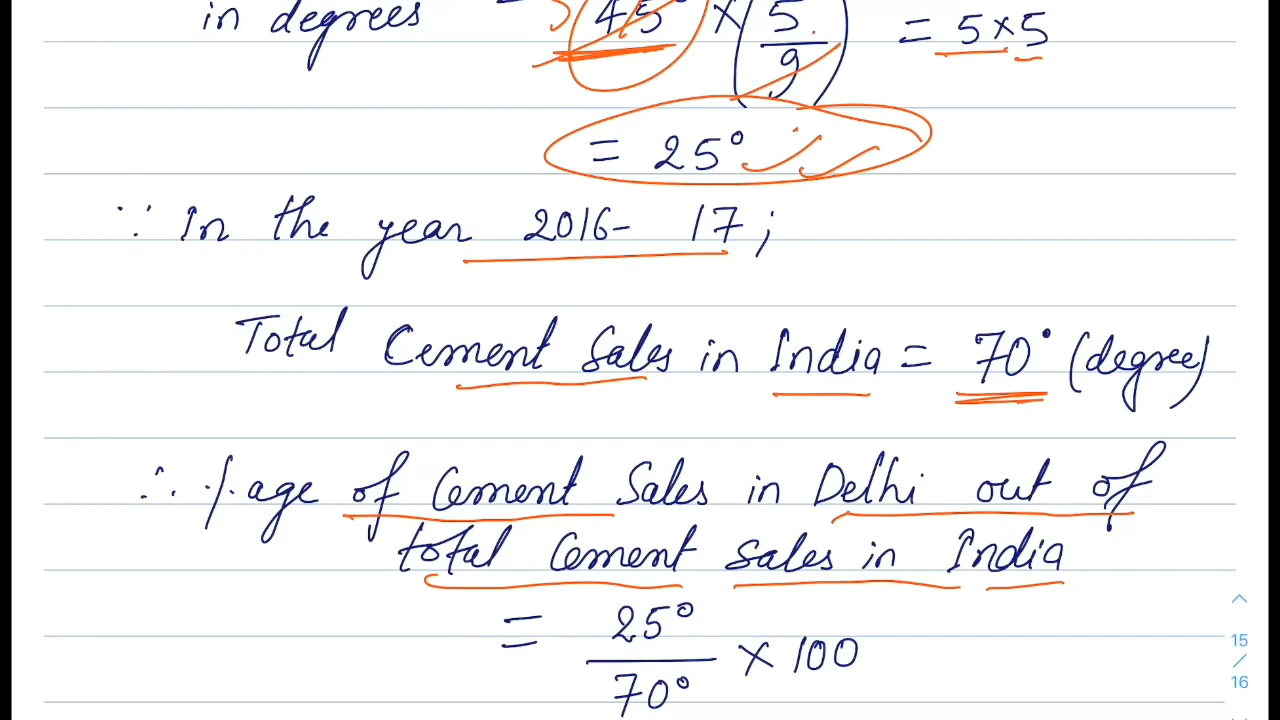 in degrees = 45° × (5/9) = 5×5
= 25°
∵ In the year 2016-17;
Total Cement Sales in India = 70° (degree)
∴ %age of Cement Sales in Delhi out of
total Cement sales in India
= 25°/70° × 100
15
/
16